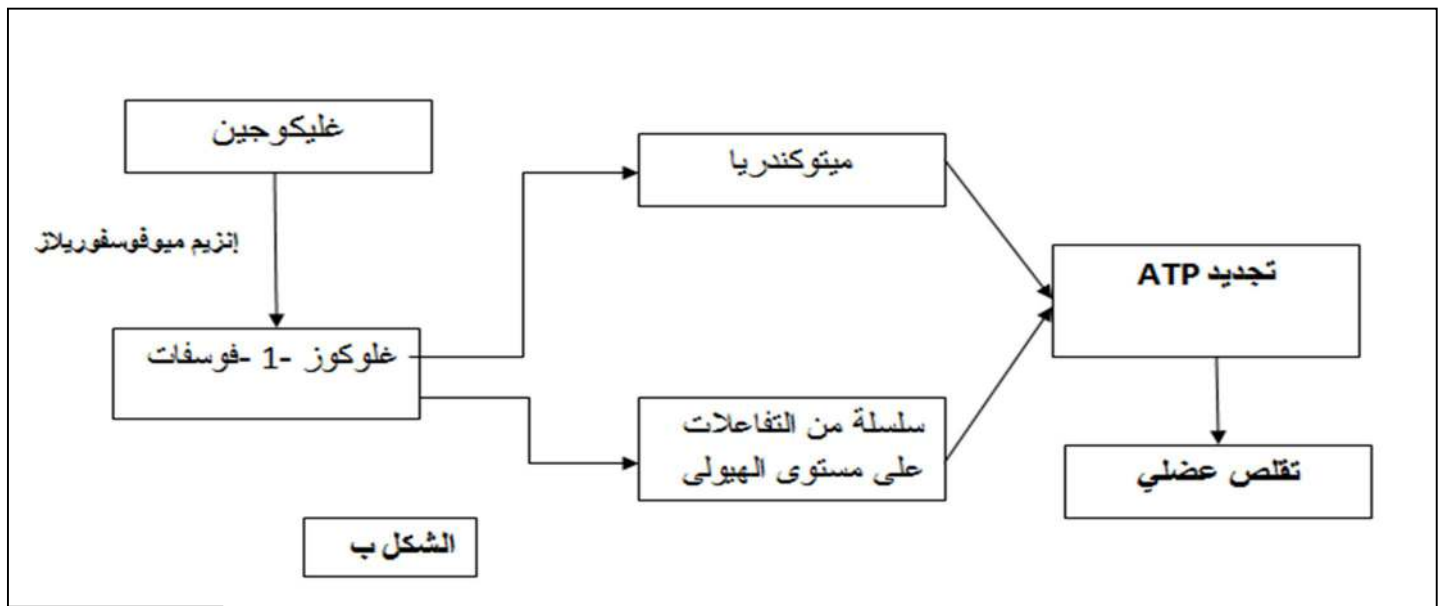 غليكوجين
إنزيم ميوفوسفوريلاز
غلوكوز -1 -فوسفات
ميتوكندريا
سلسلة من التفاعلات
على مستوى الهيولى
تجديد ATP
تقلص عضلي
الشكل ب